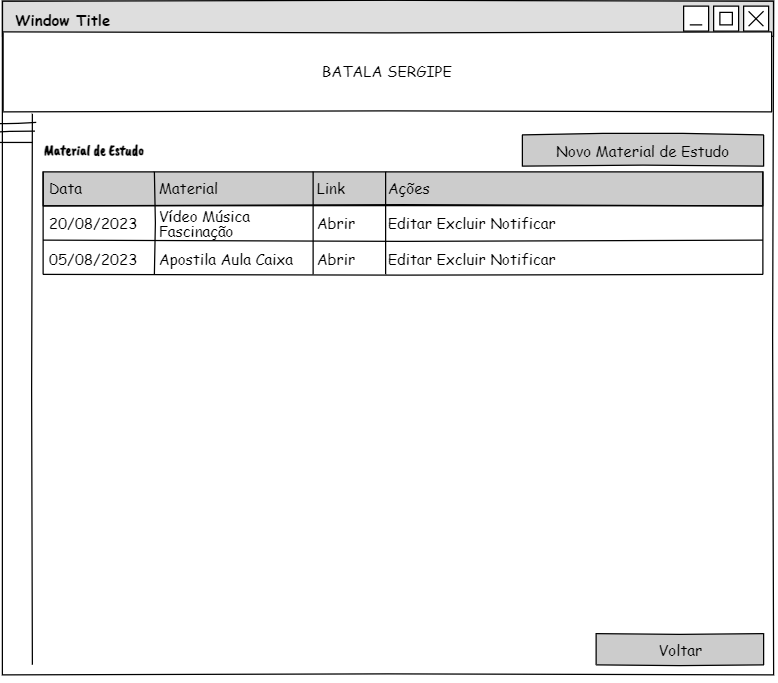 Window Title
BATALA SERGIPE
Material de Estudo
Novo Material de Estudo
Data Material Link Ações
20/08/2023 Vídeo Música Fascinação Abrir Editar Excluir Notificar
05/08/2023 Apostila Aula Caixa Abrir Editar Excluir Notificar
Voltar